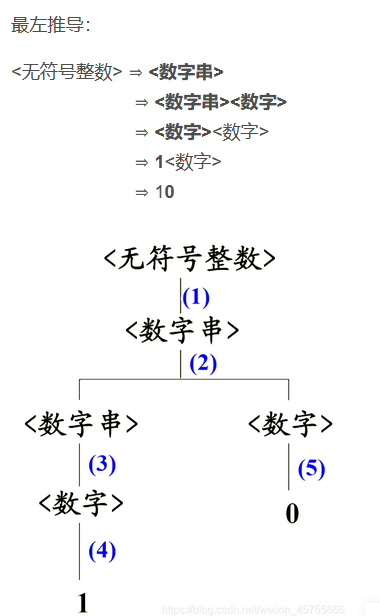 最左推导：
<无符号整数> ⇒ <数字串>
⇒ <数字串><数字>
⇒ <数字><数字>
⇒ 1<数字>
⇒ 10
<无符号整数>
(1)
<数字串>
(2)
<数字串> <数字>
(3) (5)
<数字> 0
(4)
1
https://blog.csdn.net/weixin_45755666